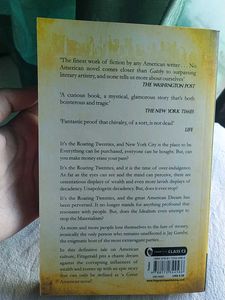 'The finest work of fiction by any American writer . . . No
American novel comes closer than Gatsby to surpassing
literary artistry, and none tells us more about ourselves'
THE WASHINGTON POST
'A curious book, a mystical, glamorous story that's both
boisterous and tragic'
THE NEW YORK TIMES
'Fantastic proof that chivalry, of a sort, is not dead'
LIFE
It's the Roaring Twenties, and New York City is the place to be.
Everything can be purchased, everyone can be bought. But, can
you make money erase your past?
It's the Roaring Twenties, and it is the time of over-indulgence.
As far as the eyes can see and the mind can perceive, there are
ostentatious displays of wealth and even more lavish displays of
decadence. Unapologetic decadence. But, does it ever stop?
It's the Roaring Twenties, and the great American Dream has
been perverted. It no longer stands for anything profound that
resonates with people. But, does the Idealism even attempt to
stop the Materialism?
As more and more people lose themselves to the lure of money,
ironically the only person who remains unaffected is Jay Gatsby,
the enigmatic host of the most extravagant parties
In this definitive tale on American
culture, Fitzgerald pits a chaste dream
against the corrupting influences of
wealth and comes up with an epic story
that can only be defined as a 'Great
American novel'
CLASSICS